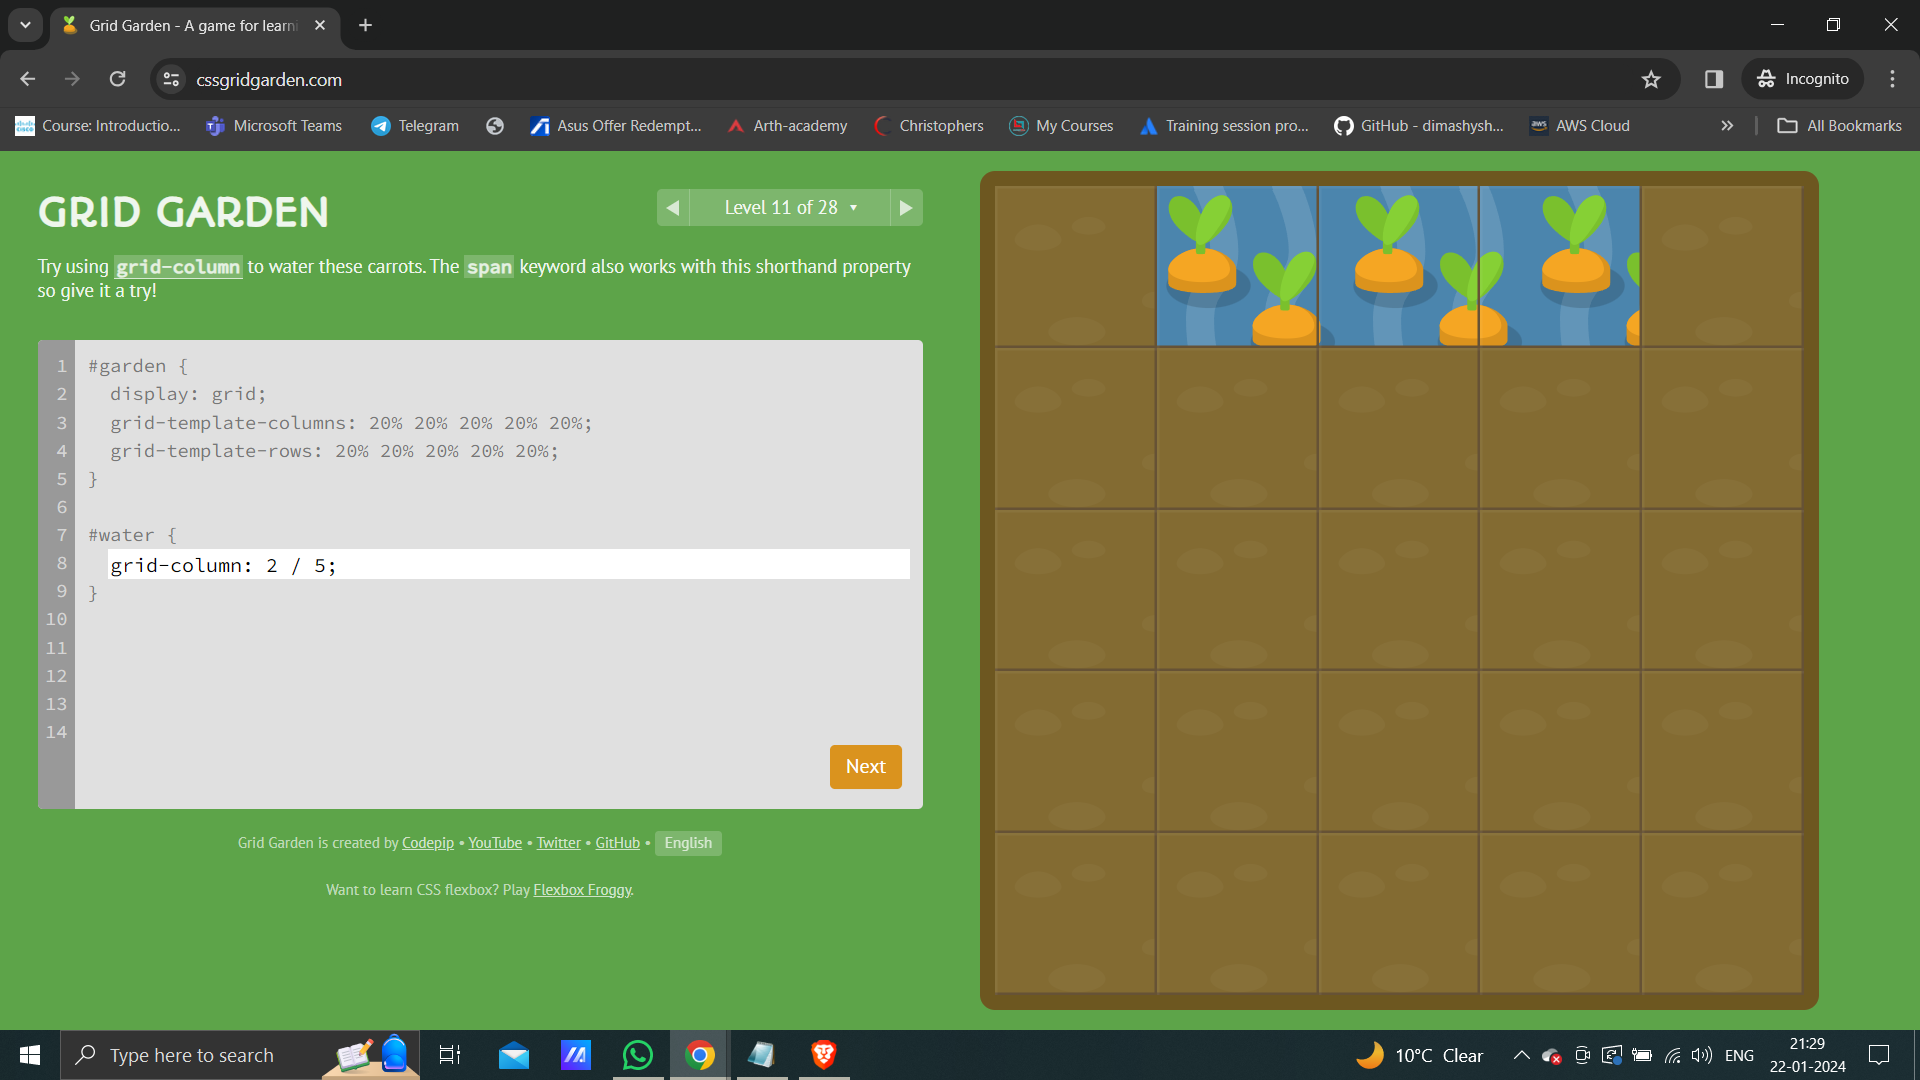 Grid Garden - A game for learni
cssgridgarden.com
Incognito
Course: Introductio...
Microsoft Teams
Telegram
Asus Offer Redempt...
Arth-academy
Christophers
My Courses
Training session pro...
GitHub - dimashysh...
AWS Cloud
All Bookmarks
GRID GARDEN
Level 11 of 28
Try using grid-column to water these carrots. The span keyword also works with this shorthand property
so give it a try!
1 #garden {
2 display: grid;
3 grid-template-columns: 20% 20% 20% 20% 20%;
4 grid-template-rows: 20% 20% 20% 20% 20%;
5 }
6
7 #water {
8 grid-column: 2 / 5;
9 }
10
11
12
13
14
Next
Grid Garden is created by Codepip • YouTube • Twitter • GitHub • English
Want to learn CSS flexbox? Play Flexbox Froggy.
Type here to search
10°C Clear
ENG
21:29
22-01-2024